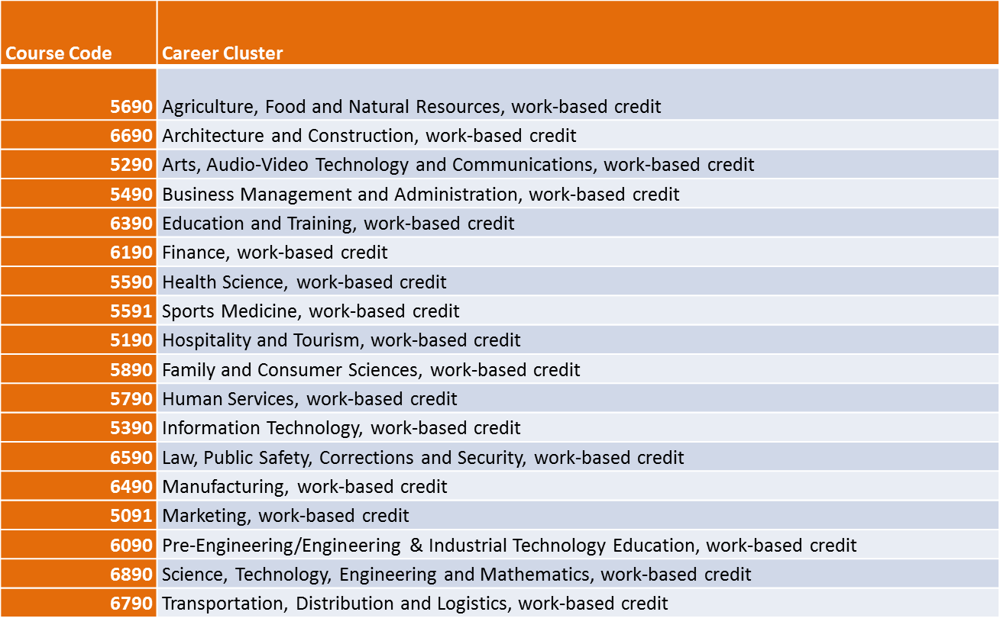 Course Code Career Cluster
5690 Agriculture, Food and Natural Resources, work-based credit
6690 Architecture and Construction, work-based credit
5290 Arts, Audio-Video Technology and Communications, work-based credit
5490 Business Management and Administration, work-based credit
6390 Education and Training, work-based credit
6190 Finance, work-based credit
5590 Health Science, work-based credit
5591 Sports Medicine, work-based credit
5190 Hospitality and Tourism, work-based credit
5890 Family and Consumer Sciences, work-based credit
5790 Human Services, work-based credit
5390 Information Technology, work-based credit
6590 Law, Public Safety, Corrections and Security, work-based credit
6490 Manufacturing, work-based credit
5091 Marketing, work-based credit
6090 Pre-Engineering/Engineering & Industrial Technology Education, work-based credit
6890 Science, Technology, Engineering and Mathematics, work-based credit
6790 Transportation, Distribution and Logistics, work-based credit